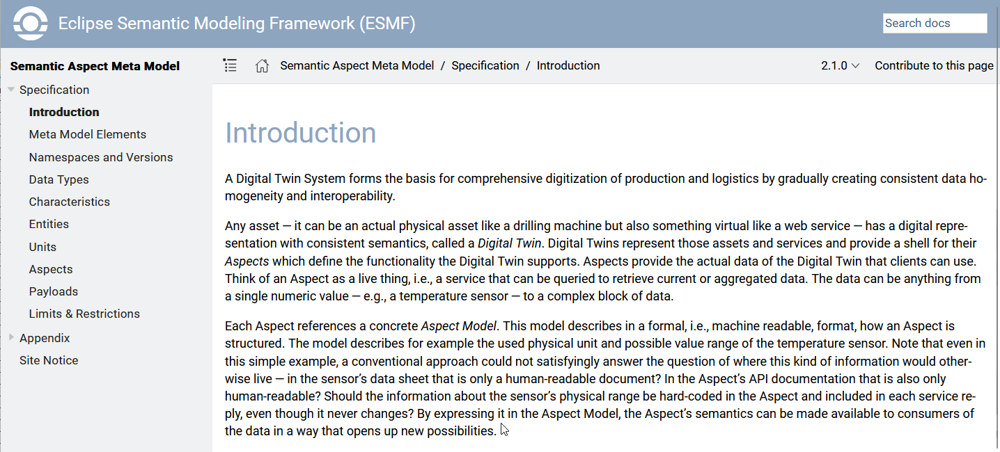 Eclipse Semantic Modeling Framework (ESMF)
Search docs
Semantic Aspect Meta Model
Specification
Introduction
Meta Model Elements
Namespaces and Versions
Data Types
Characteristics
Entities
Units
Aspects
Payloads
Limits & Restrictions
Appendix
Site Notice
Semantic Aspect Meta Model / Specification / Introduction
2.1.0
Contribute to this page
Introduction
A Digital Twin System forms the basis for comprehensive digitization of production and logistics by gradually creating consistent data ho-
mogeneity and interoperability.
Any asset — it can be an actual physical asset like a drilling machine but also something virtual like a web service — has a digital repre-
sentation with consistent semantics, called a Digital Twin. Digital Twins represent those assets and services and provide a shell for their
Aspects which define the functionality the Digital Twin supports. Aspects provide the actual data of the Digital Twin that clients can use.
Think of an Aspect as a live thing, i.e., a service that can be queried to retrieve current or aggregated data. The data can be anything from
a single numeric value — e.g., a temperature sensor — to a complex block of data.
Each Aspect references a concrete Aspect Model. This model describes in a formal, i.e., machine readable, format, how an Aspect is
structured. The model describes for example the used physical unit and possible value range of the temperature sensor. Note that even in
this simple example, a conventional approach could not satisfyingly answer the question of where this kind of information would other-
wise live — in the sensor's data sheet that is only a human-readable document? In the Aspect's API documentation that is also only
human-readable? Should the information about the sensor's physical range be hard-coded in the Aspect and included in each service re-
ply, even though it never changes? By expressing it in the Aspect Model, the Aspect's semantics can be made available to consumers of
the data in a way that opens up new possibilities.